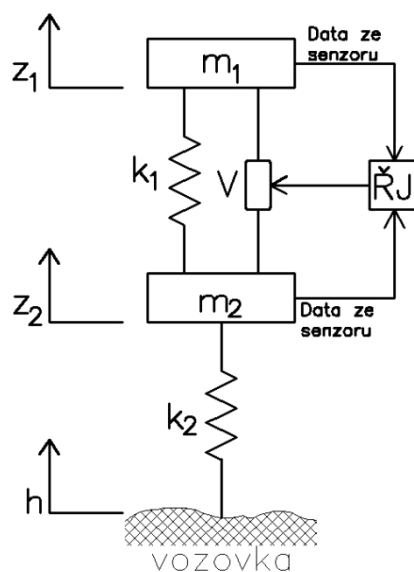 Data ze
senzoru
z1
m1
k1
V
ŘJ
z2
m2
Data ze
senzoru
k2
h
vozovka